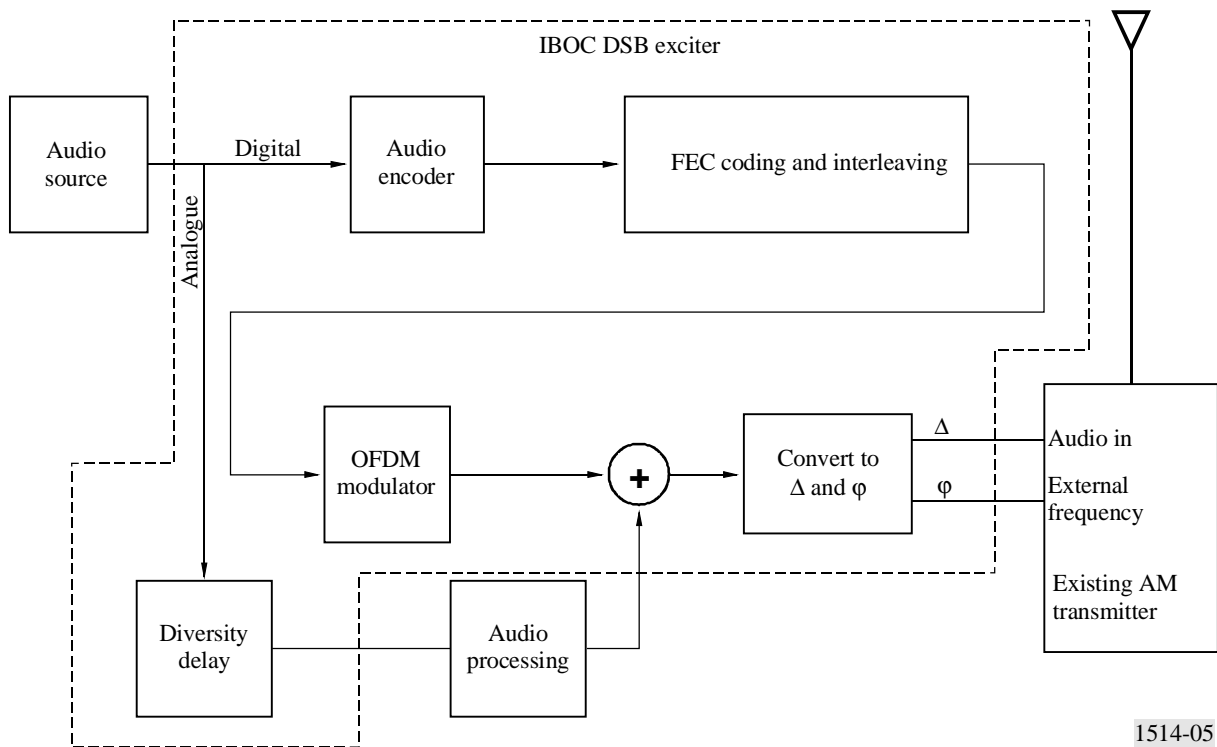 IBOC DSB exciter
Audio
source
Digital
Analogue
Audio
encoder
FEC coding and interleaving
OFDM
modulator
+
Convert to
Δ and φ
Δ
φ
Audio in
External
frequency
Existing AM
transmitter
Diversity
delay
Audio
processing
1514-05